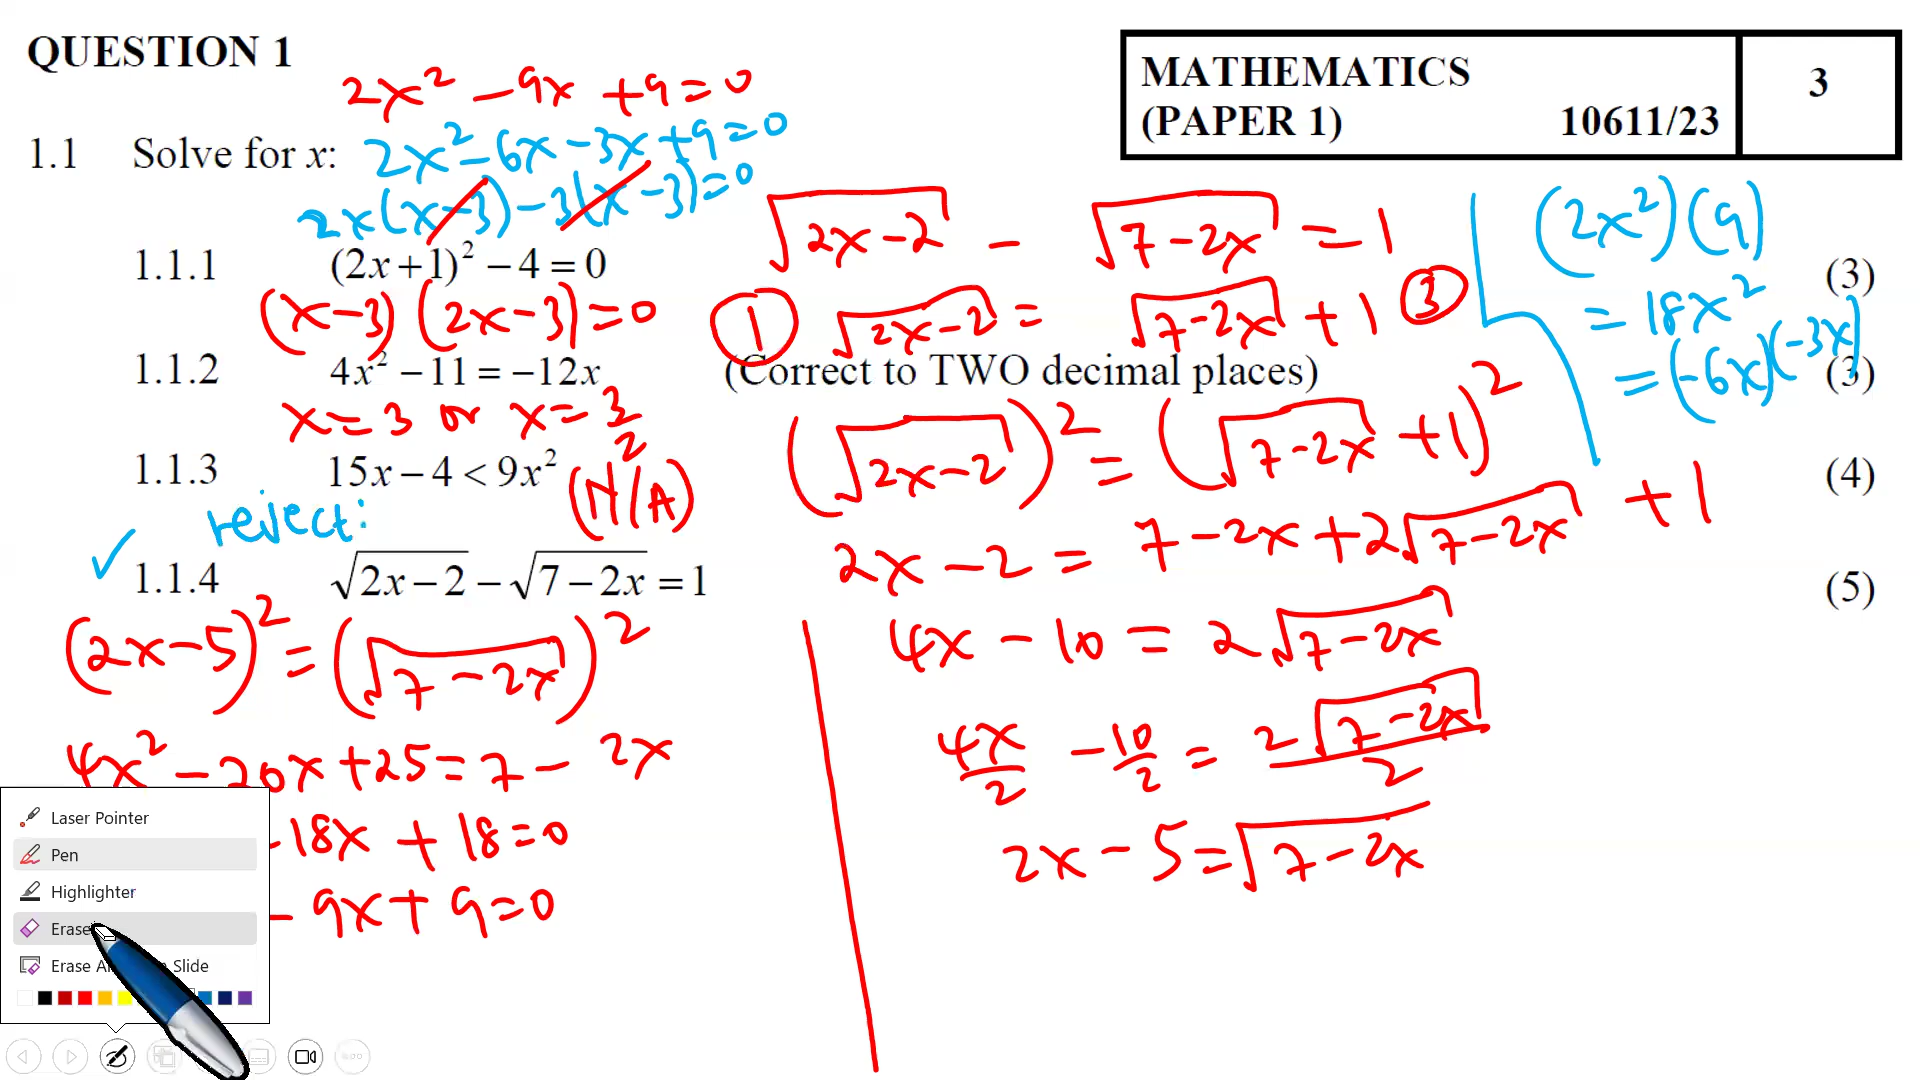 QUESTION 1
MATHEMATICS
(PAPER 1) 10611/23
3
2x² - 9x + 9 = 0
1.1 Solve for x:
2x² - 6x - 3x + 9 = 0
2x(x-3) - 3(x-3) = 0
1.1.1 (2x+1)² - 4 = 0 (3)
(x-3)(2x-3) = 0
1.1.2 4x² - 11 = -12x (Correct to TWO decimal places) (3)
x = 3 or x = 3/2
(N/A)
1.1.3 15x - 4 < 9x² (4)
reject:
✓ 1.1.4 √(2x-2) - √(7-2x) = 1 (5)
(2x-5)² = (√(7-2x))²
4x² - 20x + 25 = 7 - 2x
-18x + 18 = 0
- 9x + 9 = 0
√(2x-2) - √(7-2x) = 1
① √(2x-2) = √(7-2x) + 1 ③
(√(2x-2))² = (√(7-2x) + 1)²
2x - 2 = 7 - 2x + 2√(7-2x) + 1
4x - 10 = 2√(7-2x)
4x/2 - 10/2 = 2√(7-2x)/2
2x - 5 = √(7-2x)
(2x²)(9)
= 18x²
= (-6x)(-3x)
Laser Pointer
Pen
Highlighter
Erase
Erase A Slide